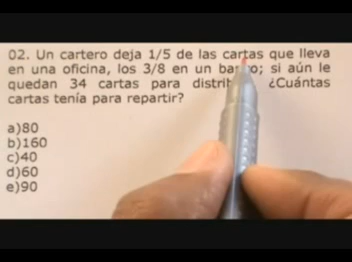 02. Un cartero deja 1/5 de las cartas que lleva
en una oficina, los 3/8 en un banco; si aún le
quedan 34 cartas para ¿Cuántas
cartas tenía para repartir?
a)80
b)160
c)40
d)60
e)90